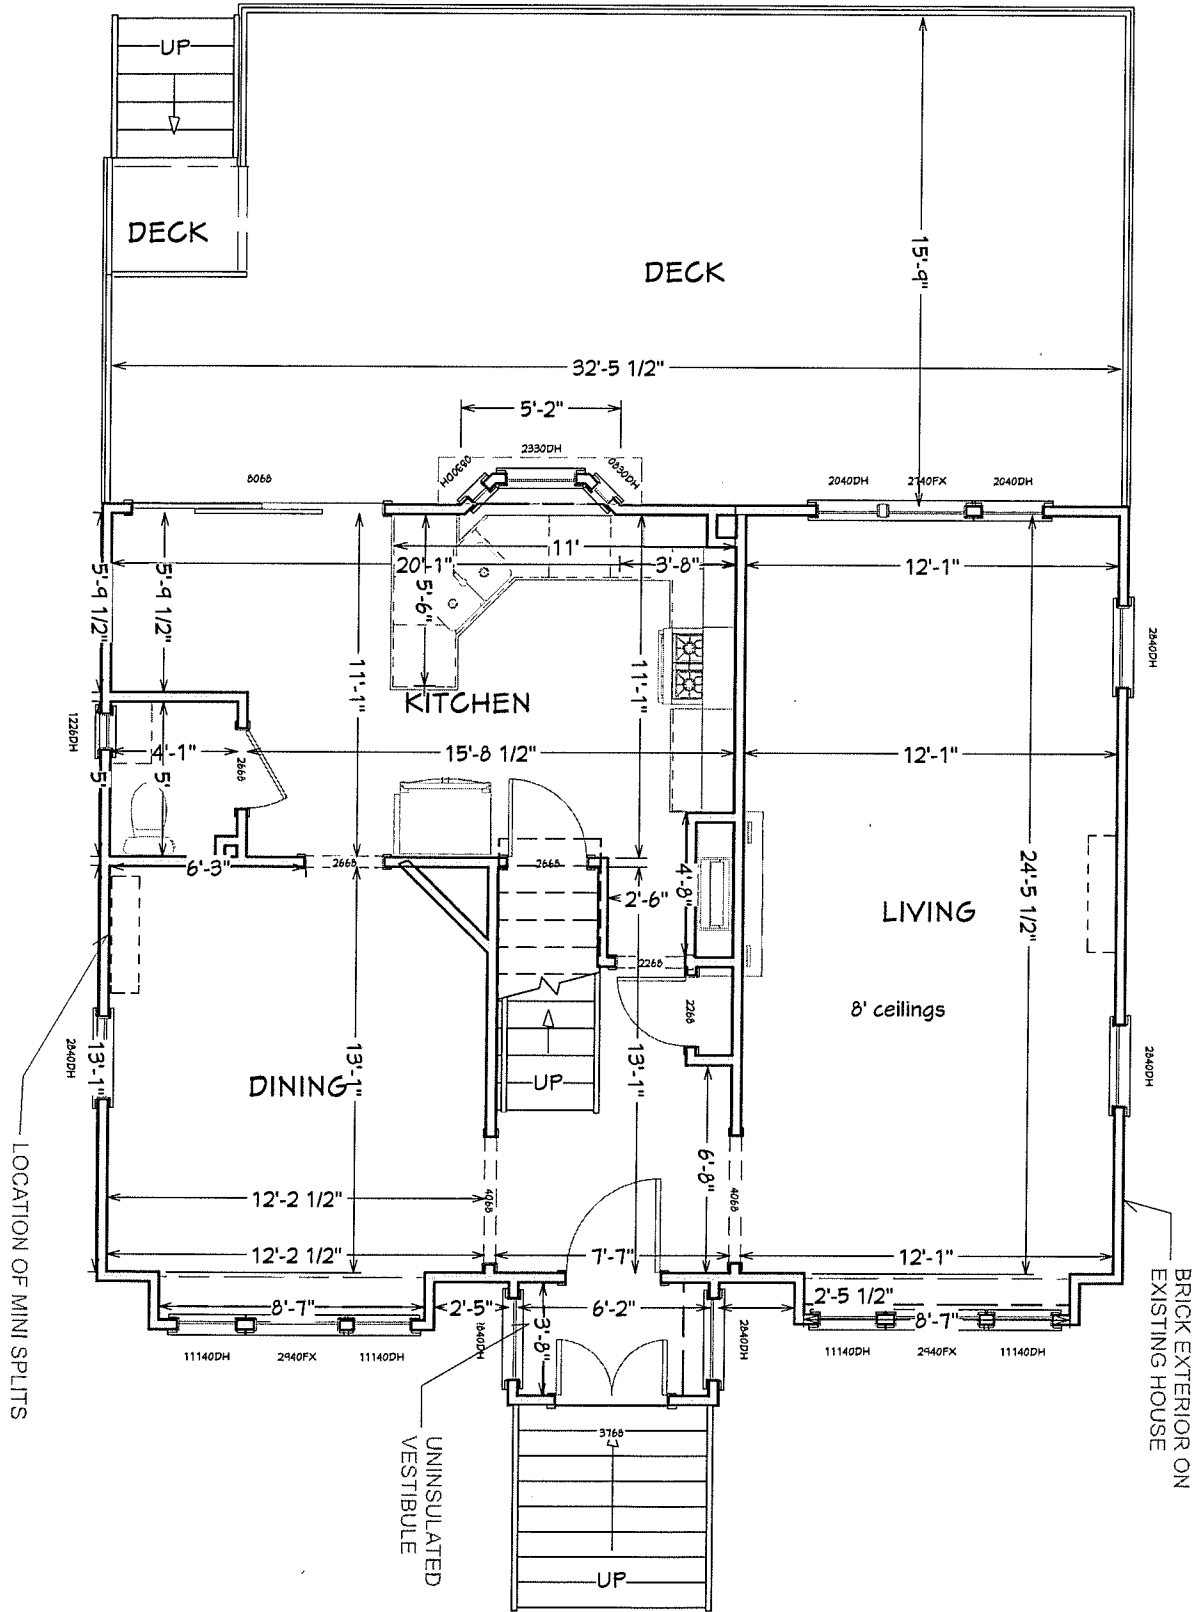 UP
DECK
DECK
15'-9"
32'-5 1/2"
5'-2"
2330DH
0830DH
0830DH
8068
2040DH
2740FX
2040DH
11'
20'-1"
3'-8"
12'-1"
5'-9 1/2"
5'-9 1/2"
5'-6"
2840DH
11'-1"
11'-1"
KITCHEN
1226DH
4'-1"
15'-8 1/2"
12'-1"
2668
5'
5'
6'-3"
2668
2668
2'-6"
4'-8"
24'-5 1/2"
LIVING
2268
8' ceilings
2268
2840DH
13'-1"
13'-1"
13'-1"
2840DH
DINING
UP
6'-8"
12'-2 1/2"
4068
4068
12'-2 1/2"
7'-7"
12'-1"
8'-7"
2'-5"
6'-2"
2'-5 1/2"
8'-7"
3'-8"
2840DH
11140DH
2940FX
11140DH
11140DH
2940FX
11140DH
3768
UP
LOCATION OF MINI SPLITS
UNINSULATED
VESTIBULE
BRICK EXTERIOR ON
EXISTING HOUSE